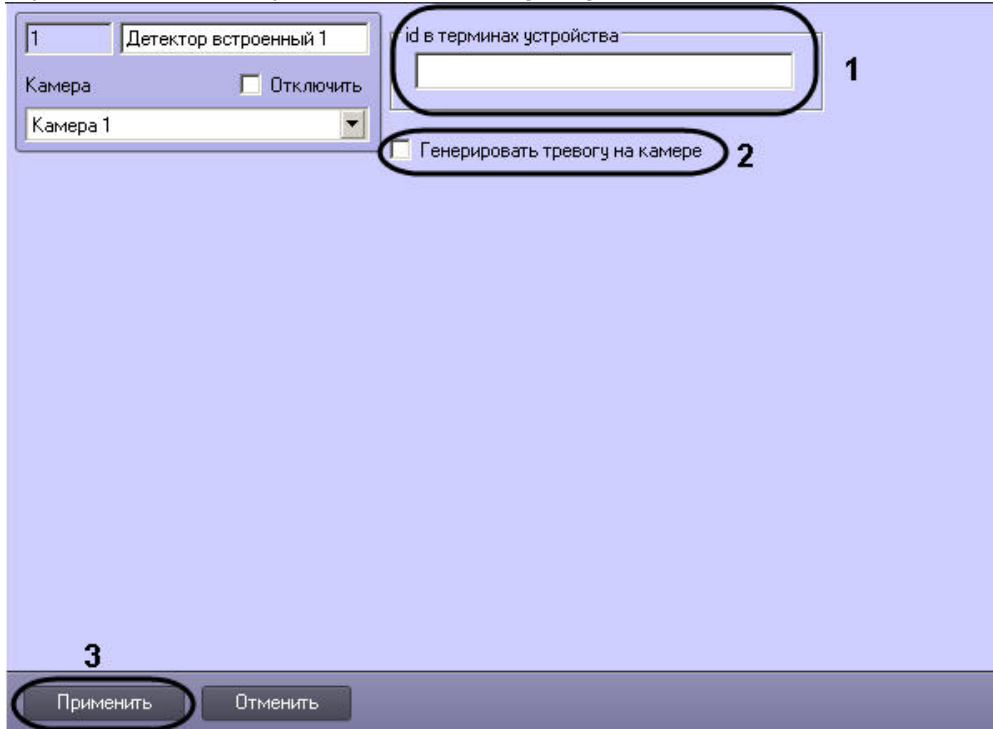 1 Детектор встроенный 1
id в терминах устройства
1
Камера Отключить
Камера 1
Генерировать тревогу на камере 2
3
Применить Отменить